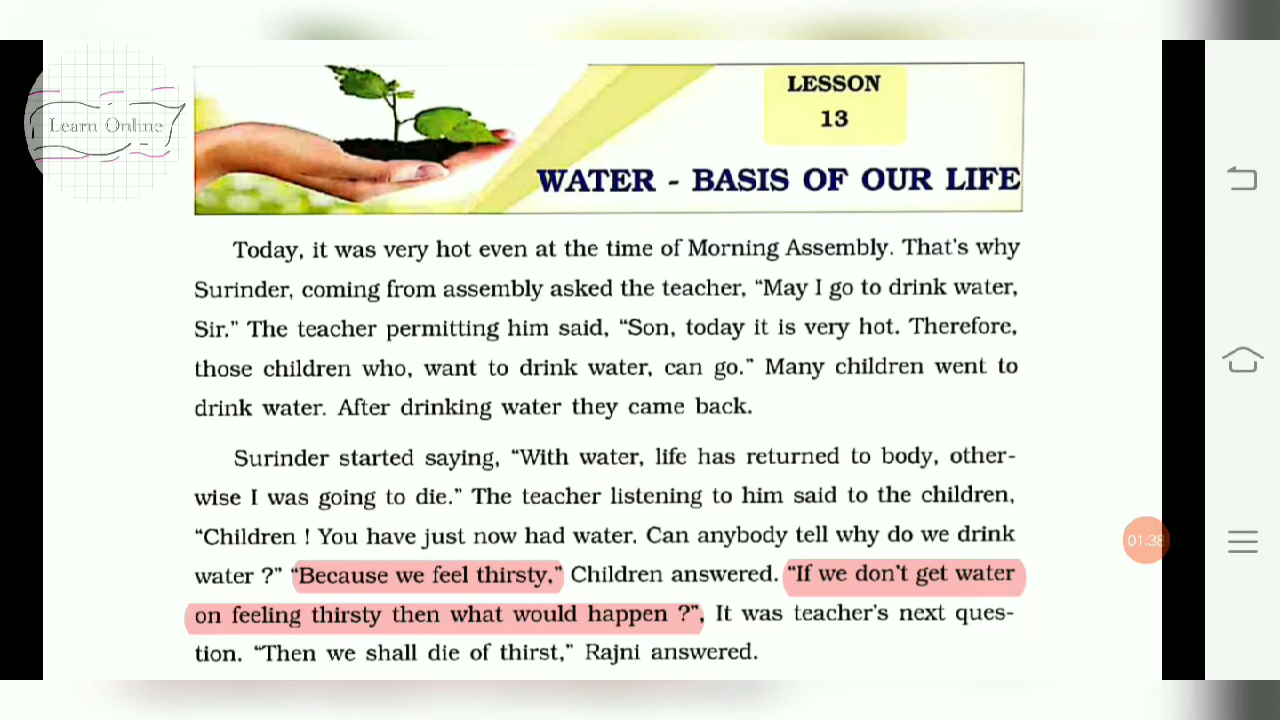 Learn Online
LESSON
13
WATER - BASIS OF OUR LIFE
Today, it was very hot even at the time of Morning Assembly. That's why
Surinder, coming from assembly asked the teacher, “May I go to drink water,
Sir.” The teacher permitting him said, “Son, today it is very hot. Therefore,
those children who, want to drink water, can go.” Many children went to
drink water. After drinking water they came back.
Surinder started saying, “With water, life has returned to body, other-
wise I was going to die.” The teacher listening to him said to the children,
“Children ! You have just now had water. Can anybody tell why do we drink
water ?” “Because we feel thirsty,” Children answered. “If we don't get water
on feeling thirsty then what would happen ?”, It was teacher's next ques-
tion. “Then we shall die of thirst,” Rajni answered.
01:38